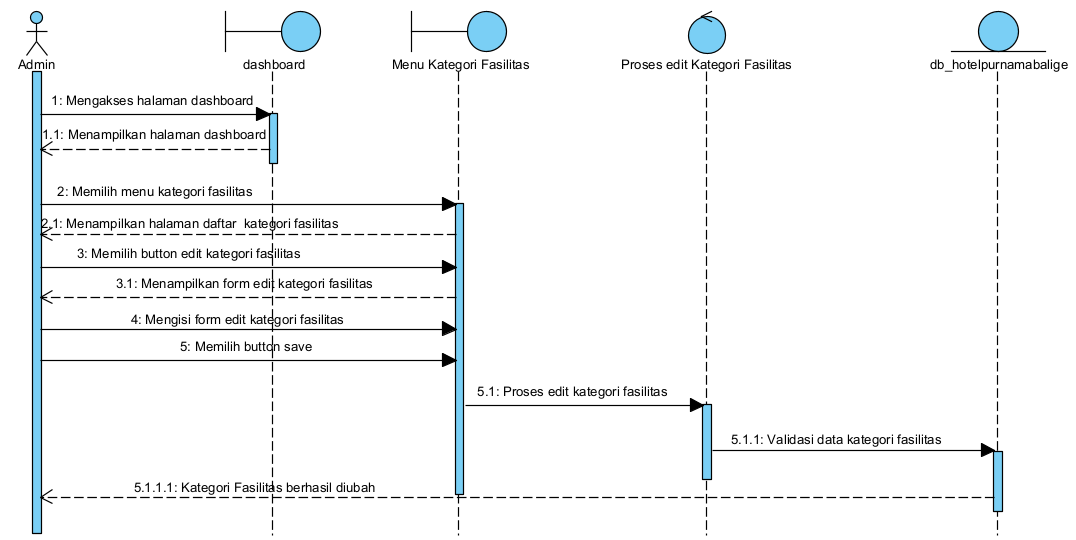 Admin
dashboard
Menu Kategori Fasilitas
Proses edit Kategori Fasilitas
db_hotelpurnamabalige
1: Mengakses halaman dashboard
1.1: Menampilkan halaman dashboard
2: Memilih menu kategori fasilitas
2.1: Menampilkan halaman daftar  kategori fasilitas
3: Memilih button edit kategori fasilitas
3.1: Menampilkan form edit kategori fasilitas
4: Mengisi form edit kategori fasilitas
5: Memilih button save
5.1: Proses edit kategori fasilitas
5.1.1: Validasi data kategori fasilitas
5.1.1.1: Kategori Fasilitas berhasil diubah